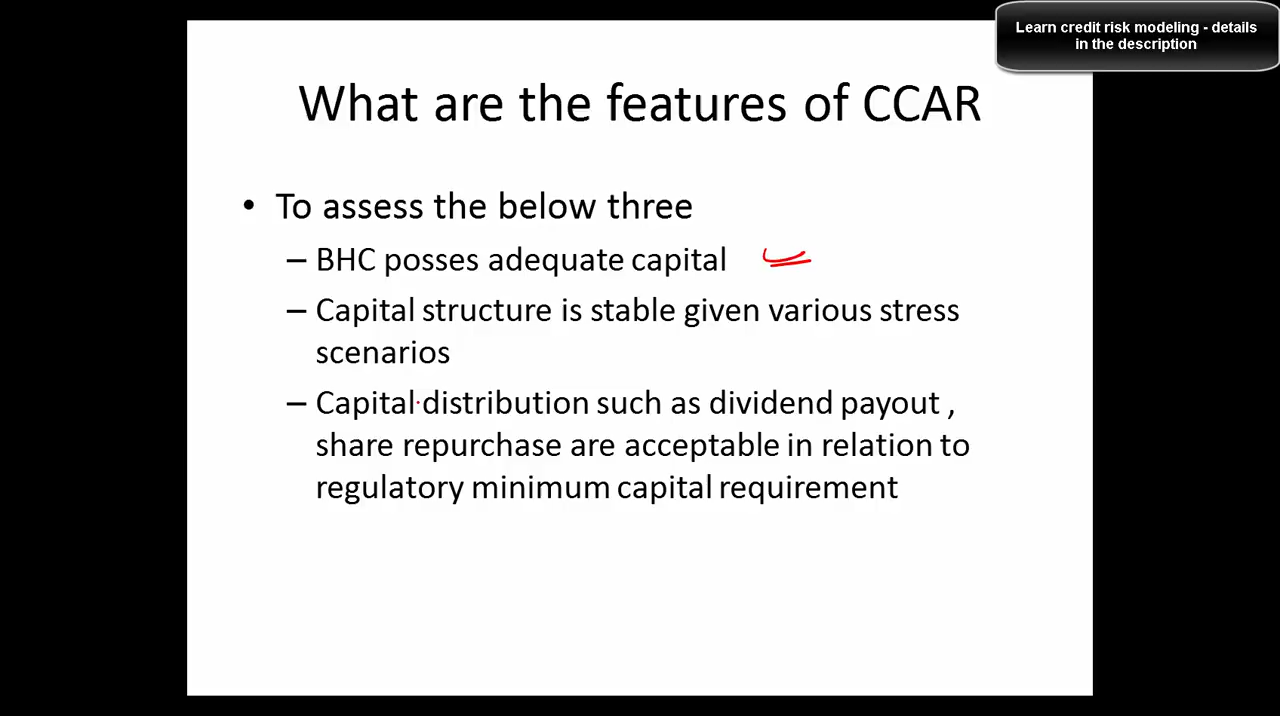 Learn credit risk modeling - details
in the description
What are the features of CCAR
• To assess the below three
– BHC posses adequate capital
– Capital structure is stable given various stress
scenarios
– Capital distribution such as dividend payout ,
share repurchase are acceptable in relation to
regulatory minimum capital requirement